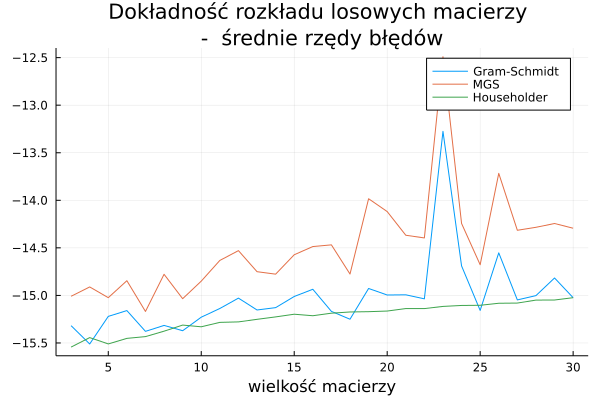 Dokładność rozkładu losowych macierzy
- średnie rzędy błędów
Gram-Schmidt
MGS
Householder
−12.5
−13.0
−13.5
−14.0
−14.5
−15.0
−15.5
5
10
15
20
25
30
wielkość macierzy